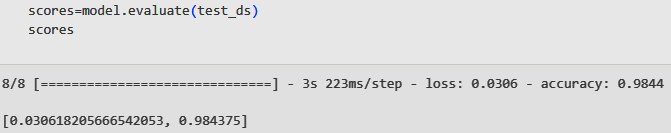 scores=model.evaluate(test_ds)
scores
8/8 [==============================] - 3s 223ms/step - loss: 0.0306 - accuracy: 0.9844
[0.030618205666542053, 0.984375]